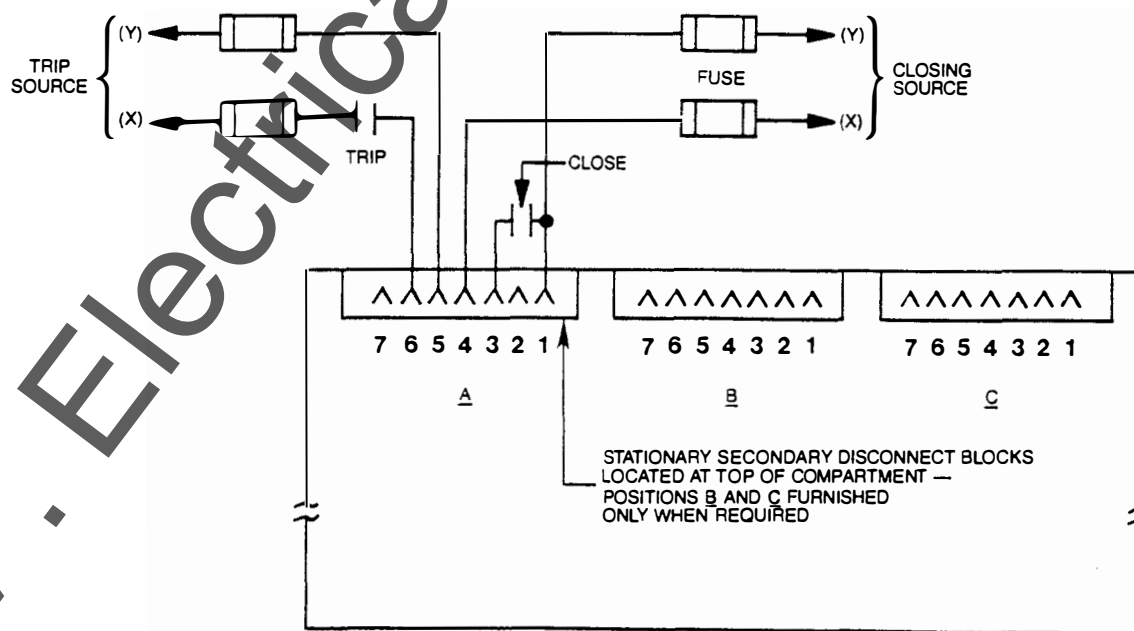 (Y)
(Y)
TRIP
SOURCE
FUSE
CLOSING
SOURCE
(X)
(X)
TRIP
CLOSE
7 6 5 4 3 2 1
7 6 5 4 3 2 1
7 6 5 4 3 2 1
A
B
C
STATIONARY SECONDARY DISCONNECT BLOCKS
LOCATED AT TOP OF COMPARTMENT —
POSITIONS B AND C FURNISHED
ONLY WHEN REQUIRED
. Electrica